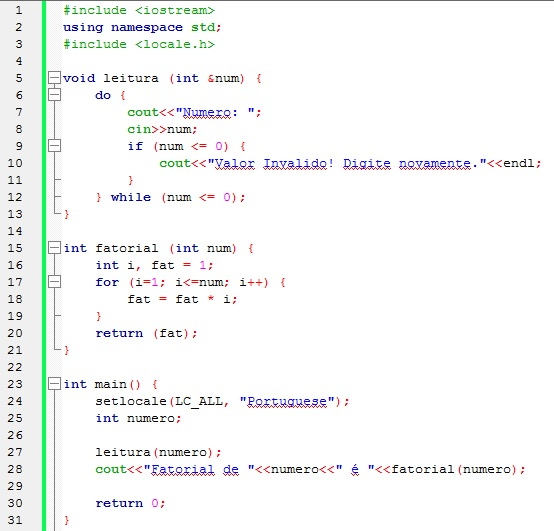 1 #include <iostream>
2 using namespace std;
3 #include <locale.h>
4
5 void leitura (int &num) {
6 do {
7 cout<<"Numero: ";
8 cin>>num;
9 if (num <= 0) {
10 cout<<"Valor Invalido! Digite novamente."<<endl;
11 }
12 } while (num <= 0);
13 }
14
15 int fatorial (int num) {
16 int i, fat = 1;
17 for (i=1; i<=num; i++) {
18 fat = fat * i;
19 }
20 return (fat);
21 }
22
23 int main() {
24 setlocale(LC_ALL, "Portuguese");
25 int numero;
26
27 leitura(numero);
28 cout<<"Fatorial de "<<numero<<" é "<<fatorial(numero);
29
30 return 0;
31 }